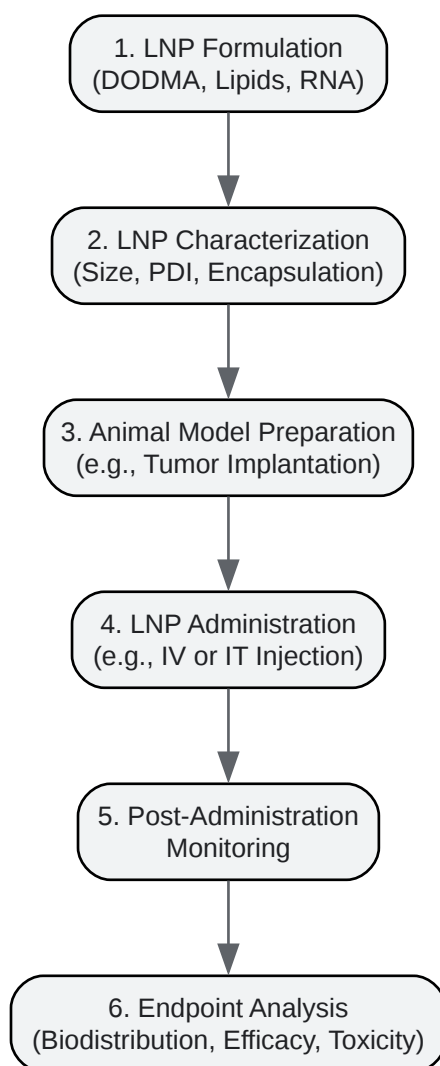 1. LNP Formulation
(DODMA, Lipids, RNA)
2. LNP Characterization
(Size, PDI, Encapsulation)
3. Animal Model Preparation
(e.g., Tumor Implantation)
4. LNP Administration
(e.g., IV or IT Injection)
5. Post-Administration
Monitoring
6. Endpoint Analysis
(Biodistribution, Efficacy, Toxicity)